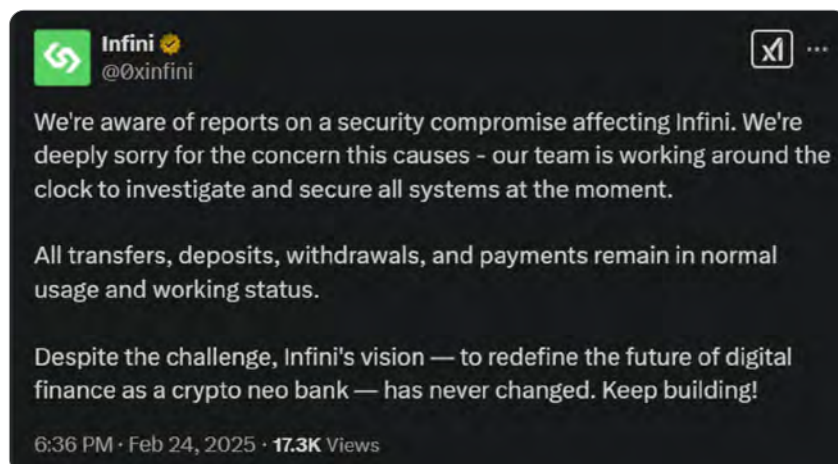 Infini
@0xinfini
We're aware of reports on a security compromise affecting Infini. We're
deeply sorry for the concern this causes - our team is working around the
clock to investigate and secure all systems at the moment.
All transfers, deposits, withdrawals, and payments remain in normal
usage and working status.
Despite the challenge, Infini's vision — to redefine the future of digital
finance as a crypto neo bank — has never changed. Keep building!
6:36 PM · Feb 24, 2025 · 17.3K Views